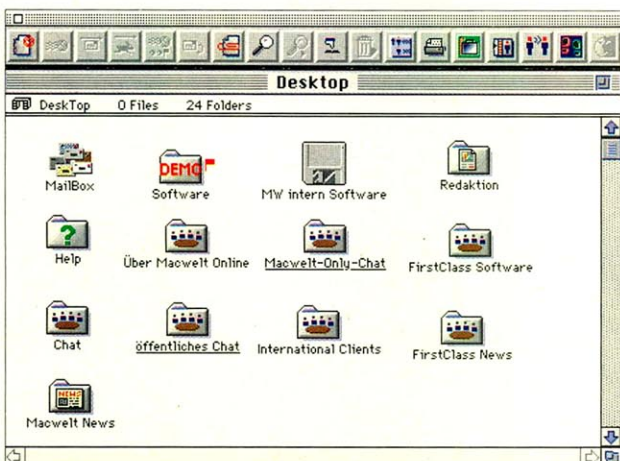 Desktop
DeskTop 0 Files 24 Folders
MailBox
DEMO
Software
MW intern Software
Redaktion
?
Help
Über Macwelt Online
Macwelt-Only-Chat
FirstClass Software
Chat
öffentliches Chat
International Clients
FirstClass News
NEWS
Macwelt News